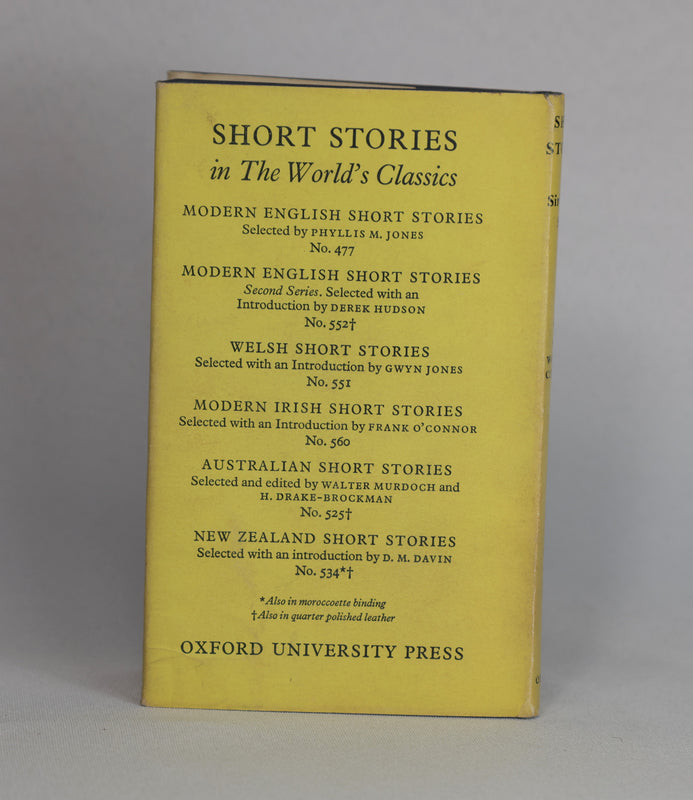 SHORT STORIES
in The World's Classics
MODERN ENGLISH SHORT STORIES
Selected by PHYLLIS M. JONES
No. 477
MODERN ENGLISH SHORT STORIES
Second Series. Selected with an
Introduction by DEREK HUDSON
No. 552†
WELSH SHORT STORIES
Selected with an Introduction by GWYN JONES
No. 551
MODERN IRISH SHORT STORIES
Selected with an Introduction by FRANK O'CONNOR
No. 560
AUSTRALIAN SHORT STORIES
Selected and edited by WALTER MURDOCH and
H. DRAKE-BROCKMAN
No. 525†
NEW ZEALAND SHORT STORIES
Selected with an introduction by D. M. DAVIN
No. 534*†
*Also in moroccoette binding
†Also in quarter polished leather
OXFORD UNIVERSITY PRESS